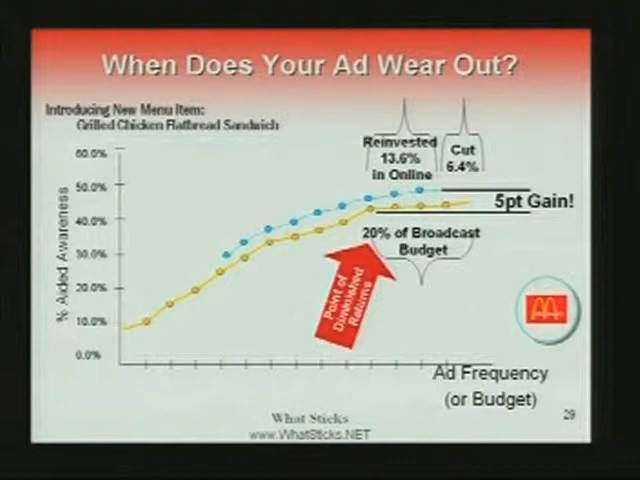 When Does Your Ad Wear Out?
Introducing New Menu Item:
Grilled Chicken Flatbread Sandwich
Reinvested
13.6%
in Online
Cut
6.4%
60.0%
50.0%
40.0%
30.0%
20.0%
10.0%
0.0%
% Aided Awareness
5pt Gain!
20% of Broadcast
Budget
Point of
Diminished
Returns
Ad Frequency
(or Budget)
What Sticks
www.WhatSticks.NET
29